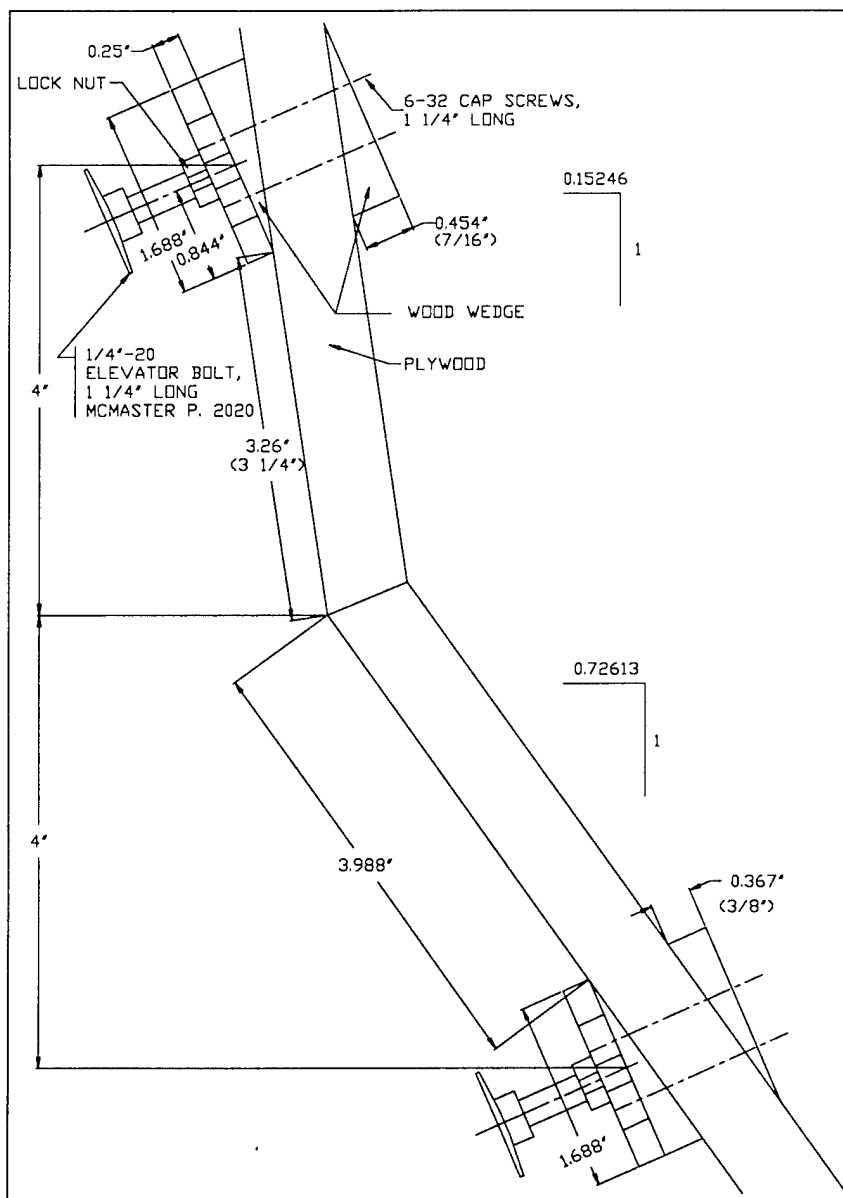 0.25"
LOCK NUT
6-32 CAP SCREWS,
1 1/4" LONG
0.15246
1
0.454"
(7/16")
1.688"
0.844"
WOOD WEDGE
PLYWOOD
1/4"-20
ELEVATOR BOLT,
1 1/4" LONG
MCMASTER P. 2020
4"
3.26"
(3 1/4")
0.72613
1
4"
3.988"
0.367"
(3/8")
1.688"